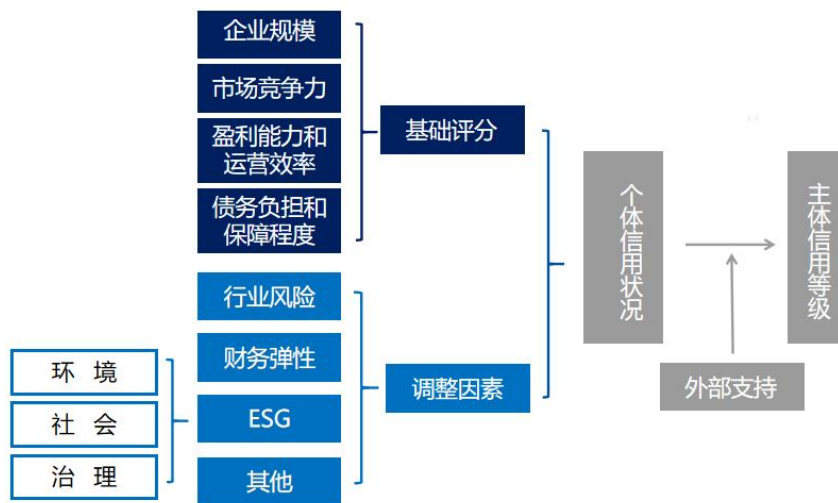 企业规模
市场竞争力
盈利能力和
运营效率
债务负担和
保障程度
基础评分
行业风险
财务弹性
ESG
其他
环 境
社 会
治 理
调整因素
个体信用状况
主体信用等级
外部支持